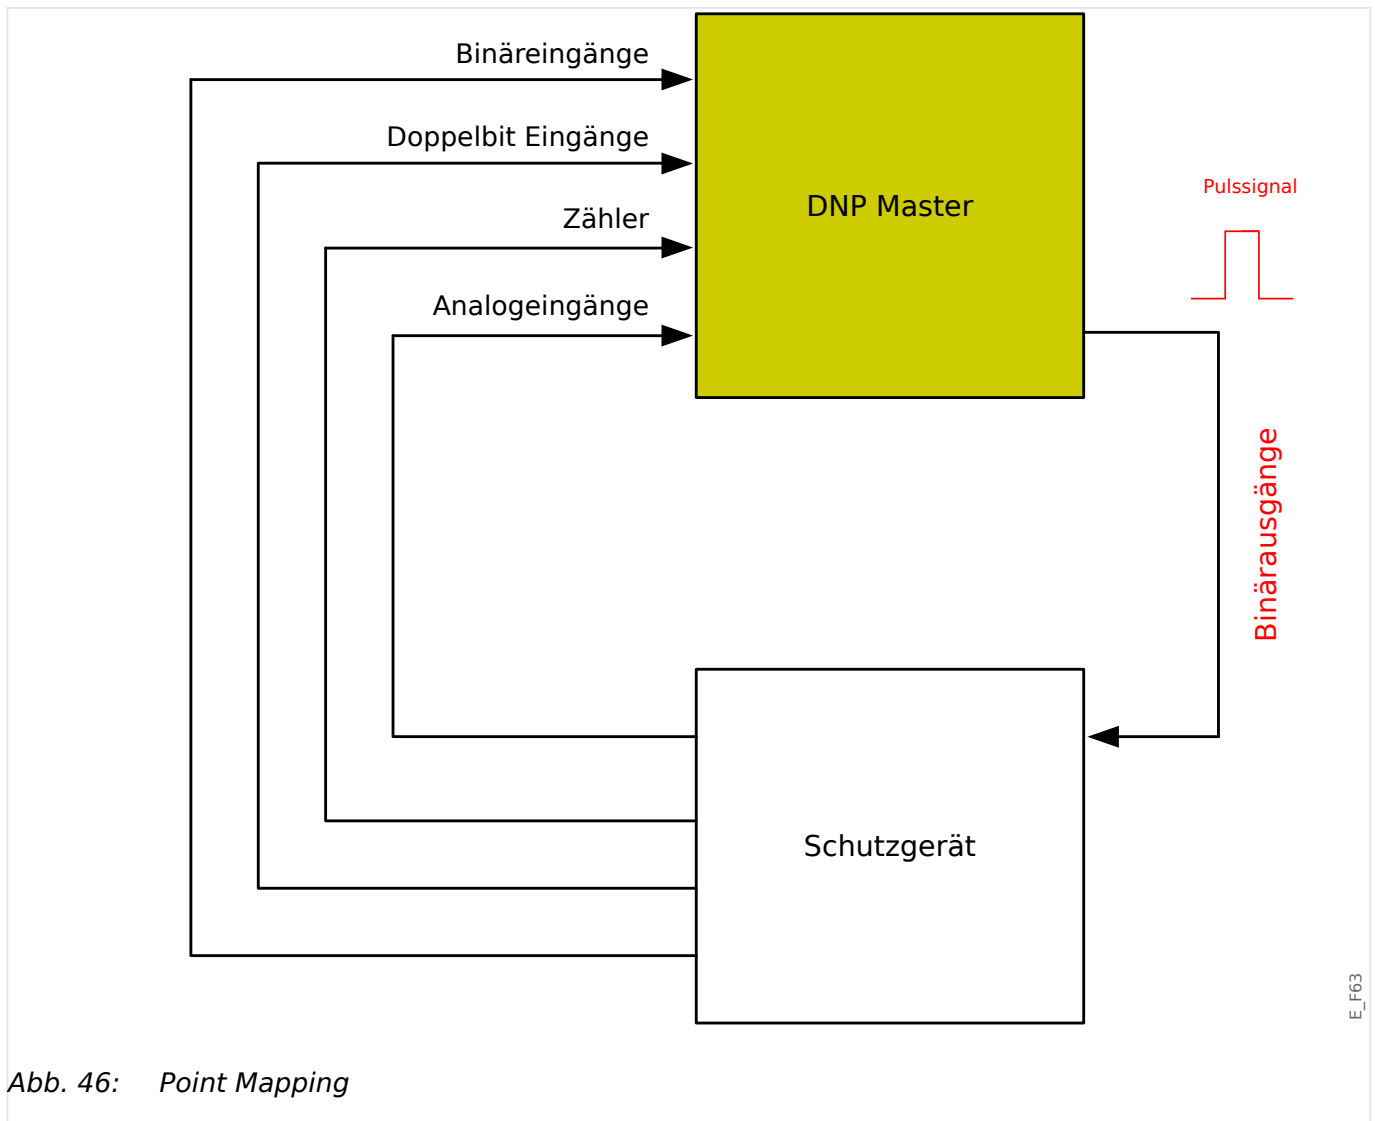 Binäreingänge
Doppelbit Eingänge
Zähler
Analogeingänge
DNP Master
Pulssignal
Binärausgänge
Schutzgerät
E_F63
Abb. 46: Point Mapping